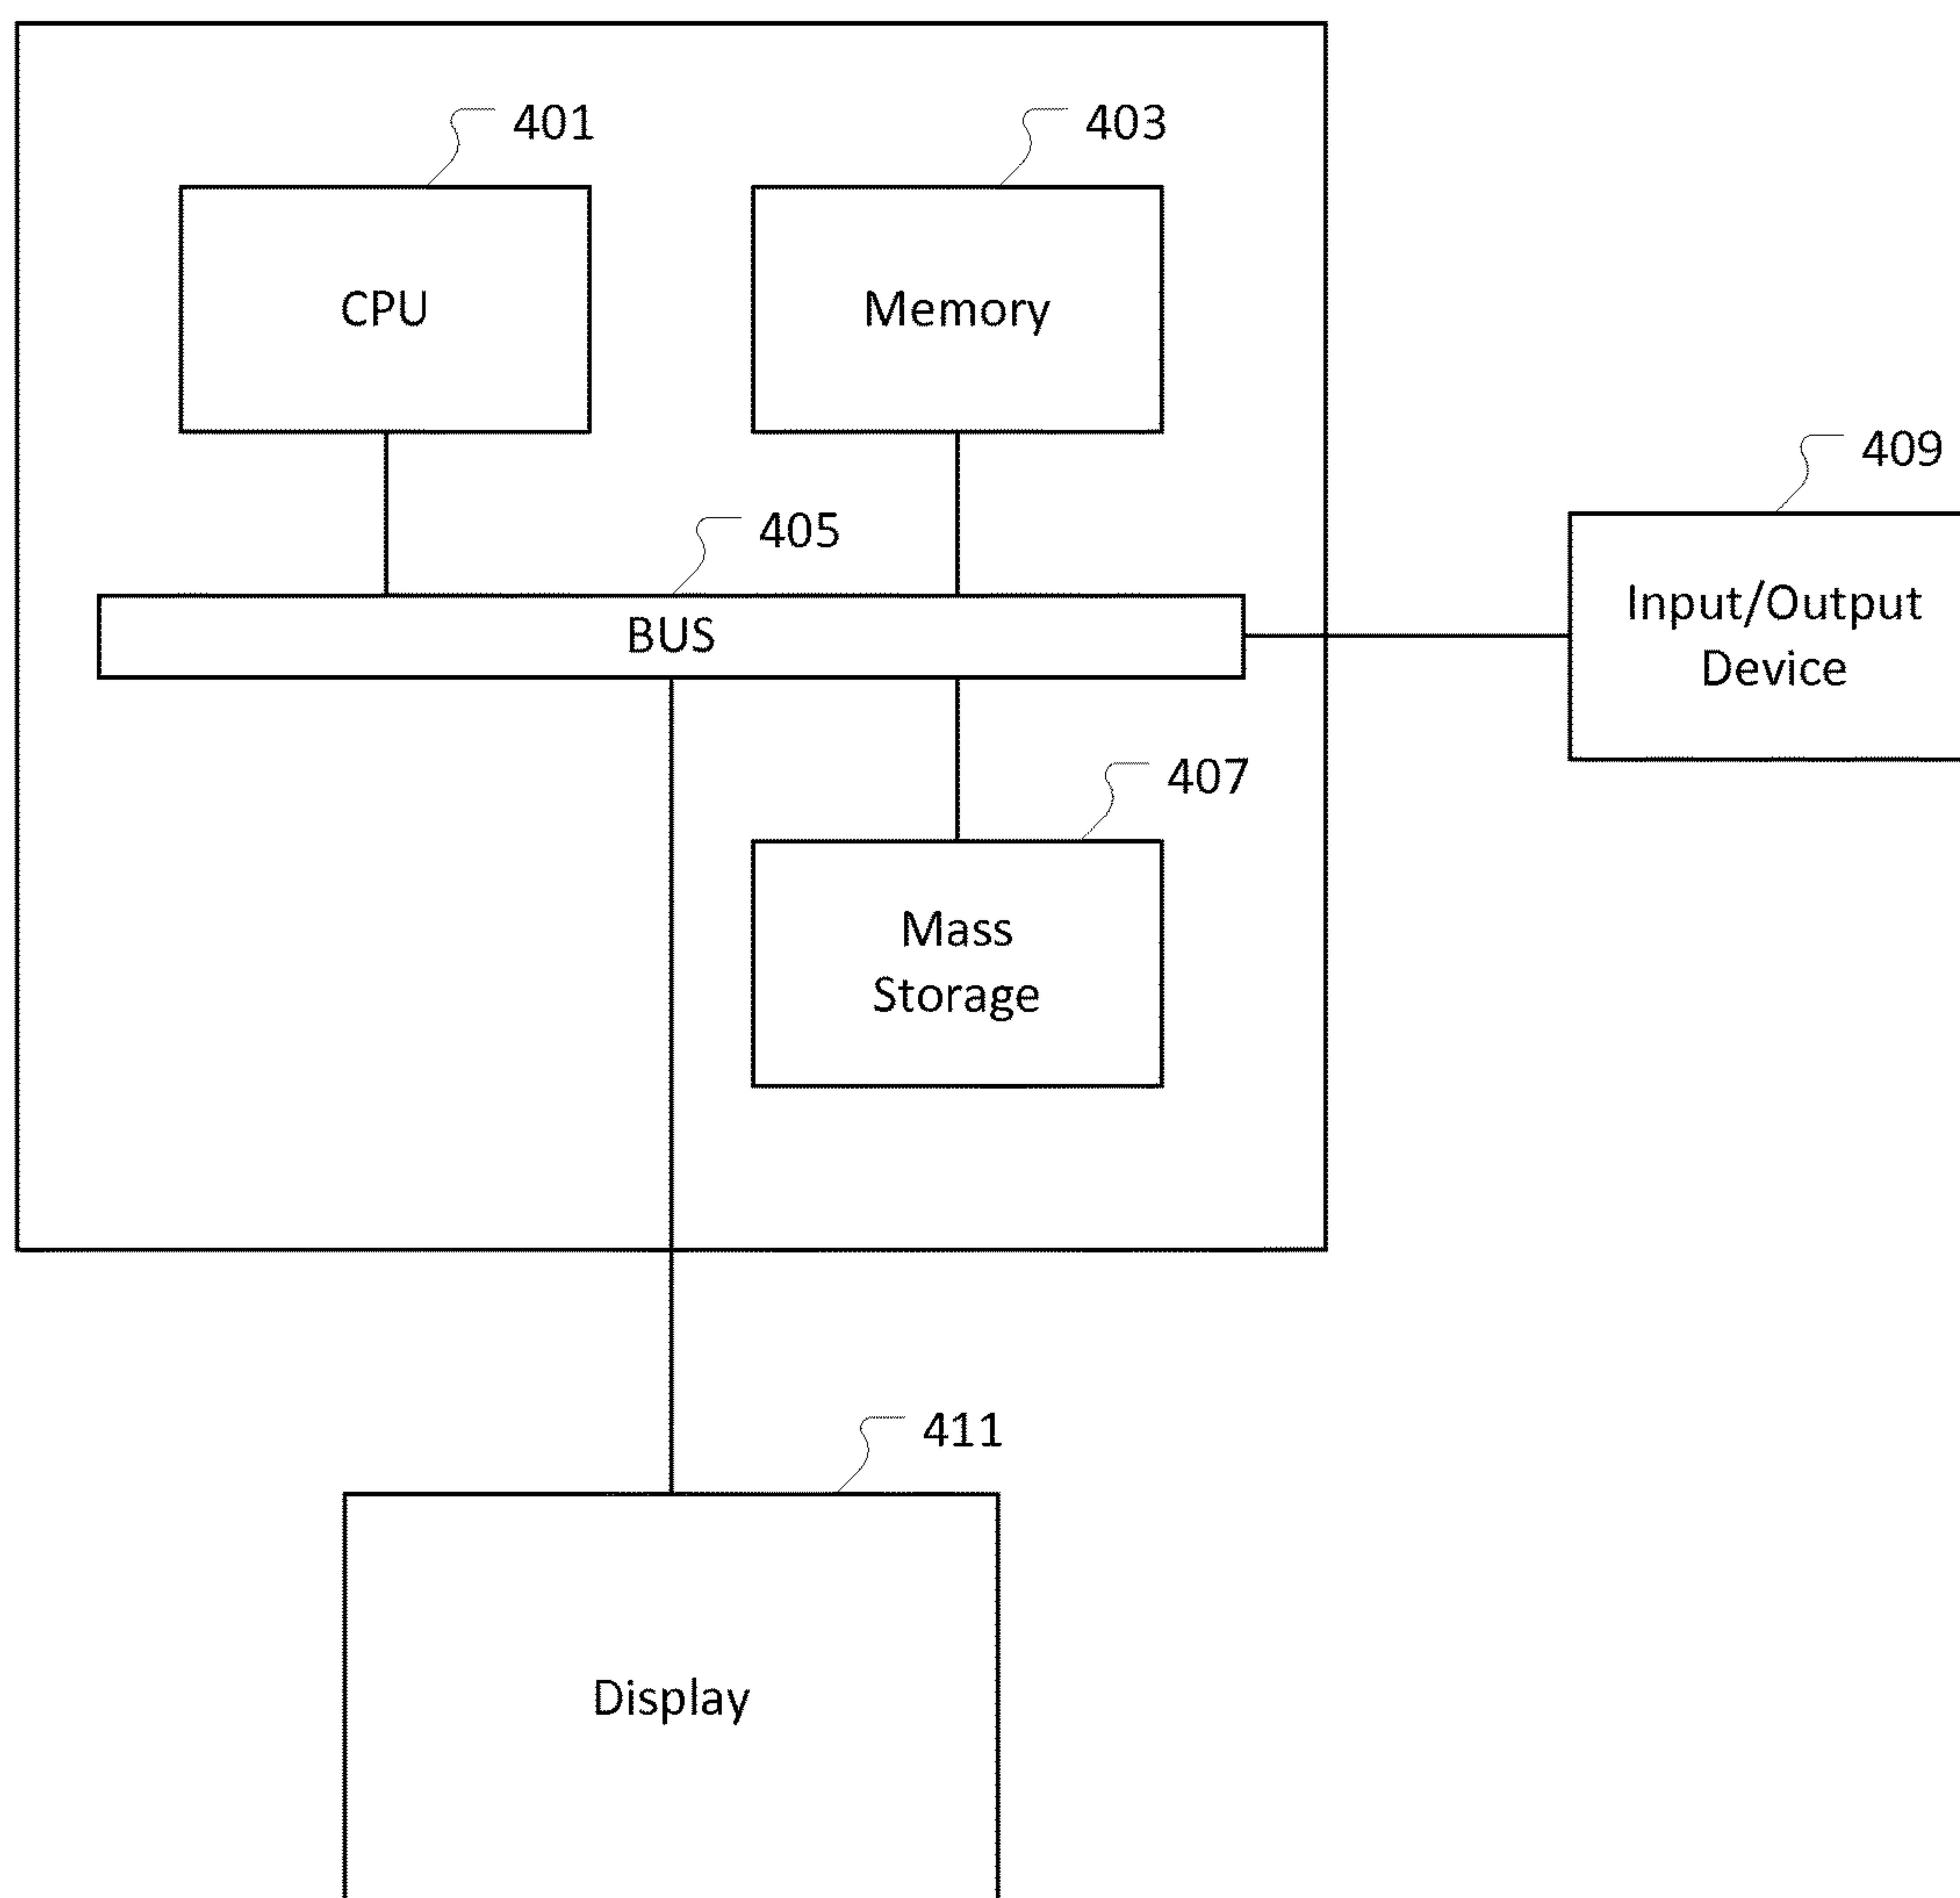 401
403
CPU
Memory
409
405
Input/Output
Device
BUS
407
Mass
Storage
411
Display